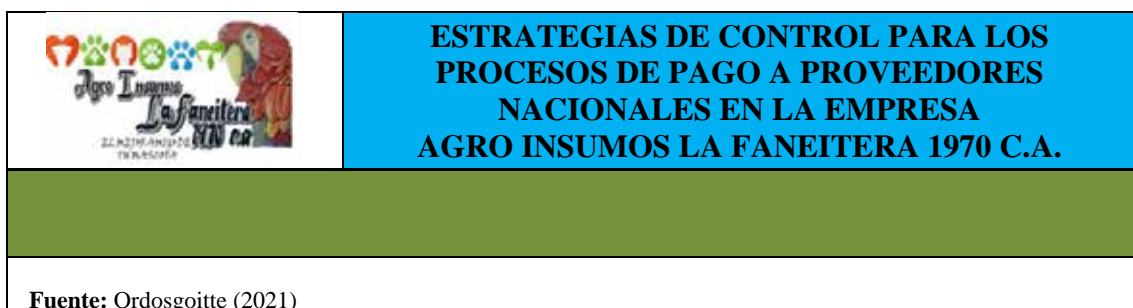 Agro Insumos
La Faneitera
ESTRATEGIAS DE CONTROL PARA LOS
PROCESOS DE PAGO A PROVEEDORES
NACIONALES EN LA EMPRESA
AGRO INSUMOS LA FANEITERA 1970 C.A.
Fuente: Ordosgoitte (2021)